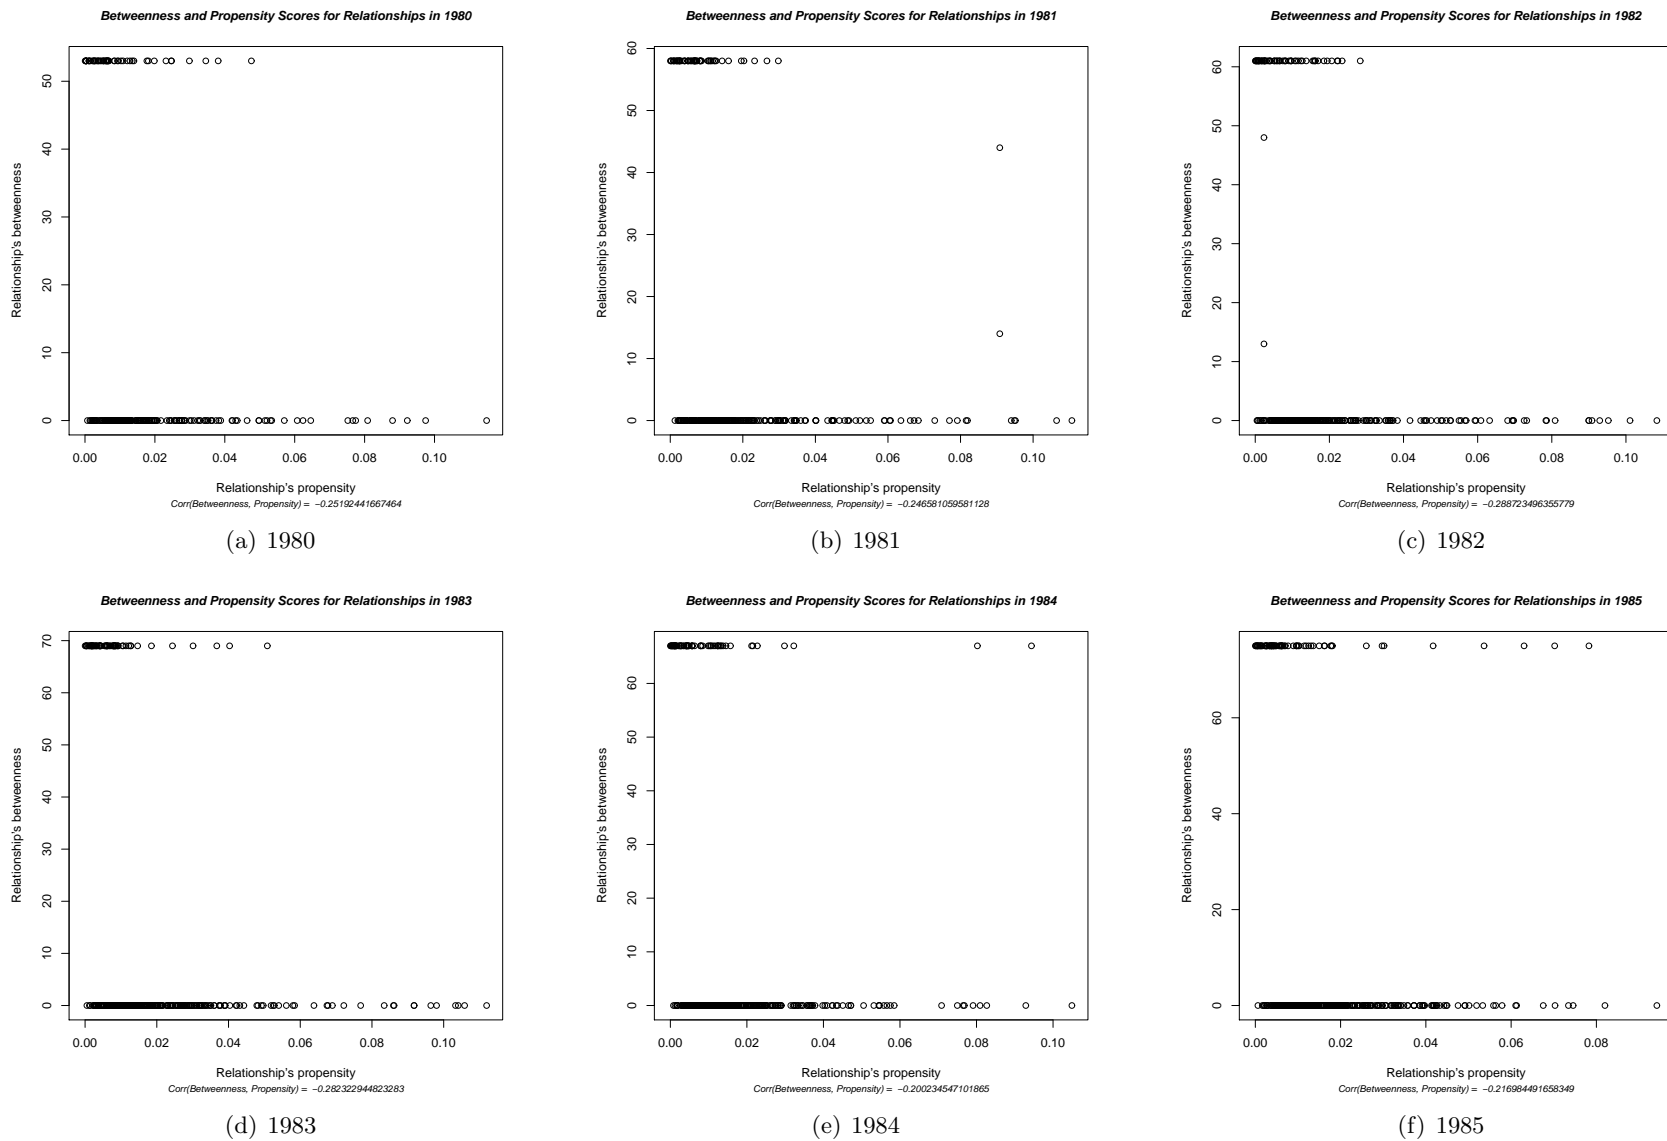 Betweenness and Propensity Scores for Relationships in 1980
Relationship's betweenness
0 10 20 30 40 50
0.00 0.02 0.04 0.06 0.08 0.10
Relationship's propensity
Corr(Betweenness, Propensity) = −0.25192441667464
(a) 1980
Betweenness and Propensity Scores for Relationships in 1981
Relationship's betweenness
0 10 20 30 40 50 60
0.00 0.02 0.04 0.06 0.08 0.10
Relationship's propensity
Corr(Betweenness, Propensity) = −0.246581059581128
(b) 1981
Betweenness and Propensity Scores for Relationships in 1982
Relationship's betweenness
0 10 20 30 40 50 60
0.00 0.02 0.04 0.06 0.08 0.10
Relationship's propensity
Corr(Betweenness, Propensity) = −0.288723496355779
(c) 1982
Betweenness and Propensity Scores for Relationships in 1983
Relationship's betweenness
0 10 20 30 40 50 60 70
0.00 0.02 0.04 0.06 0.08 0.10
Relationship's propensity
Corr(Betweenness, Propensity) = −0.282322944823283
(d) 1983
Betweenness and Propensity Scores for Relationships in 1984
Relationship's betweenness
0 10 20 30 40 50 60
0.00 0.02 0.04 0.06 0.08 0.10
Relationship's propensity
Corr(Betweenness, Propensity) = −0.200234547101865
(e) 1984
Betweenness and Propensity Scores for Relationships in 1985
Relationship's betweenness
0 20 40 60
0.00 0.02 0.04 0.06 0.08
Relationship's propensity
Corr(Betweenness, Propensity) = −0.216984491658349
(f) 1985